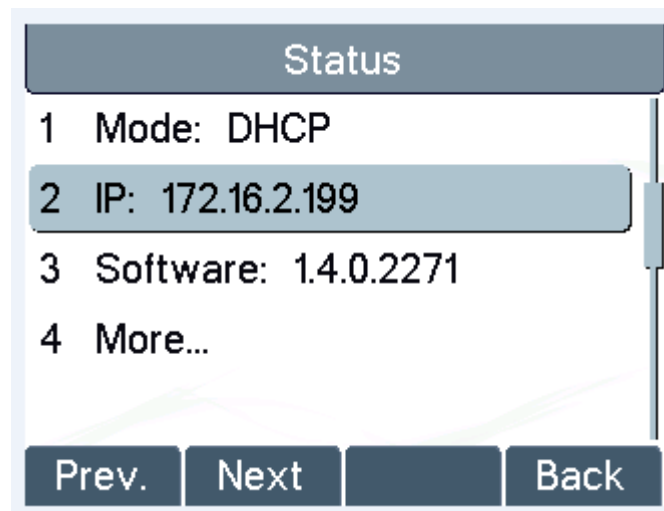 Status
1 Mode: DHCP
2 IP: 172.16.2.199
3 Software: 1.4.0.2271
4 More...
Prev. Next Back